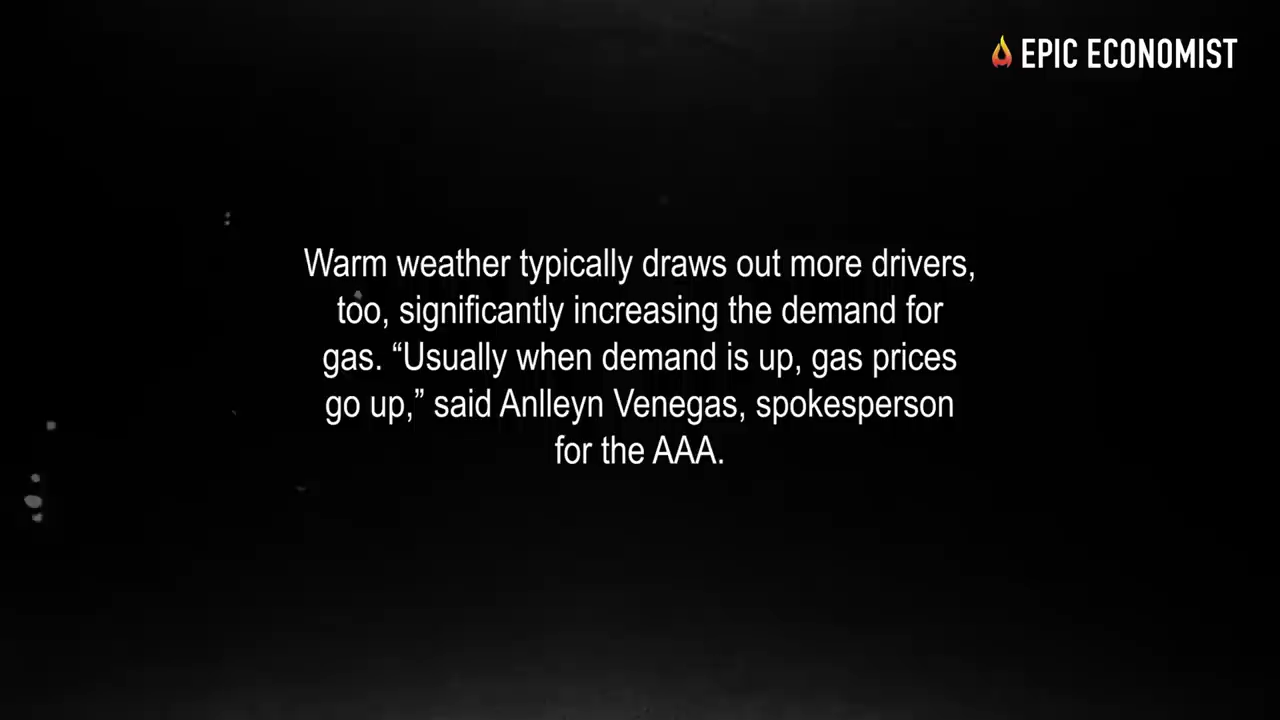 EPIC ECONOMIST
Warm weather typically draws out more drivers,
too, significantly increasing the demand for
gas. “Usually when demand is up, gas prices
go up,” said Anlleyn Venegas, spokesperson
for the AAA.